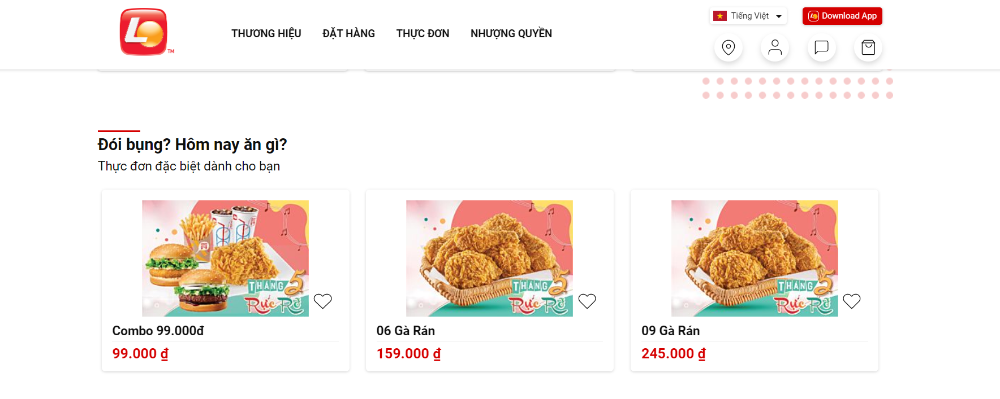 Tiếng Việt
Download App
LO
TM
THƯƠNG HIỆU ĐẶT HÀNG THỰC ĐƠN NHƯỢNG QUYỀN
Đói bụng? Hôm nay ăn gì?
Thực đơn đặc biệt dành cho bạn
THÁNG 5
Rực Rỡ
Combo 99.000đ
99.000 ₫
THÁNG 5
Rực Rỡ
06 Gà Rán
159.000 ₫
THÁNG 5
Rực Rỡ
09 Gà Rán
245.000 ₫